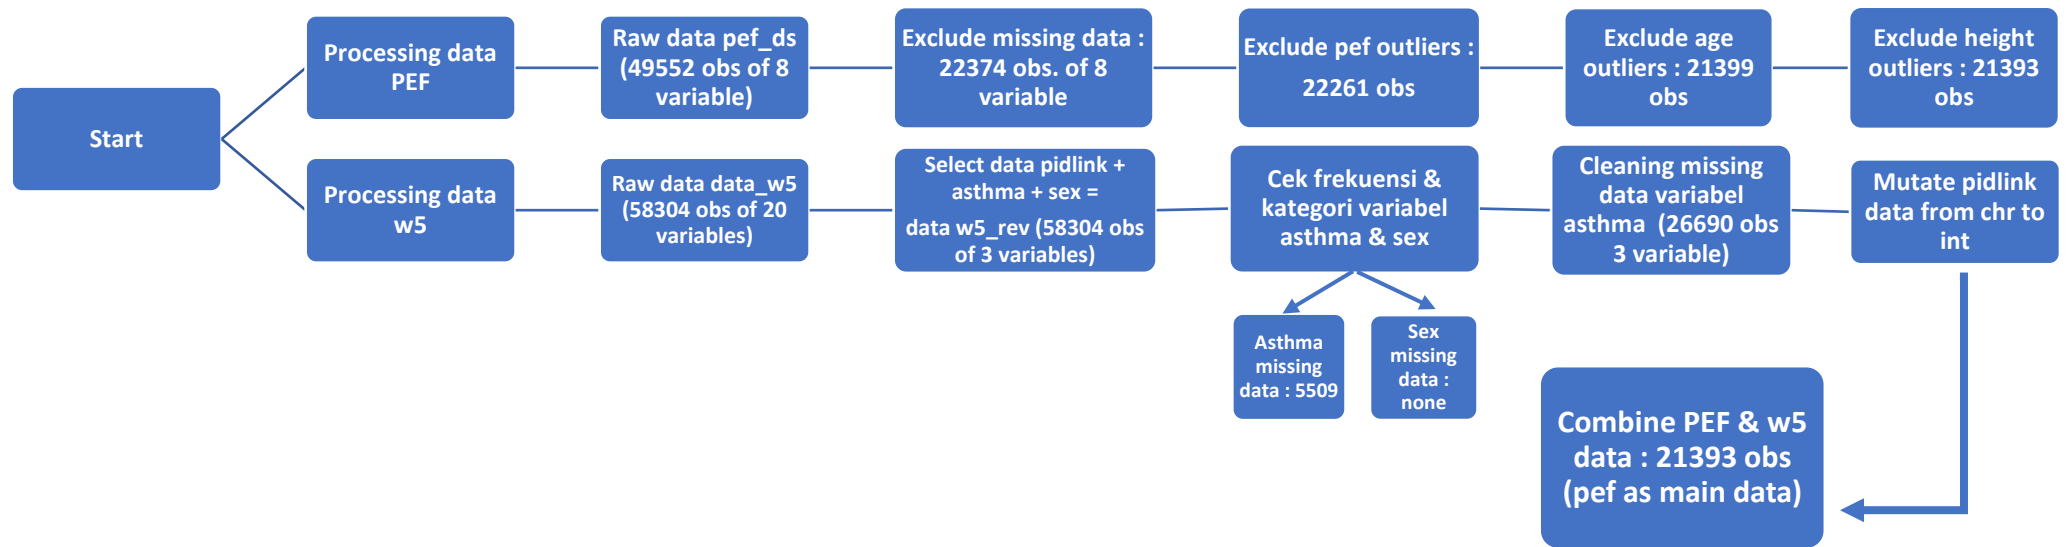 Start
Processing data
PEF
Raw data pef_ds
(49552 obs of 8
variable)
Exclude missing data :
22374 obs. of 8
variable
Exclude pef outliers :
22261 obs
Exclude age
outliers : 21399
obs
Exclude height
outliers : 21393
obs
Processing data
w5
Raw data data_w5
(58304 obs of 20
variables)
Select data pidlink +
asthma + sex =
data w5_rev (58304 obs
of 3 variables)
Cek frekuensi &
kategori variabel
asthma & sex
Asthma
missing
data : 5509
Sex
missing
data :
none
Cleaning missing
data variabel
asthma (26690 obs
3 variable)
Mutate pidlink
data from chr to
int
Combine PEF & w5
data : 21393 obs
(pef as main data)